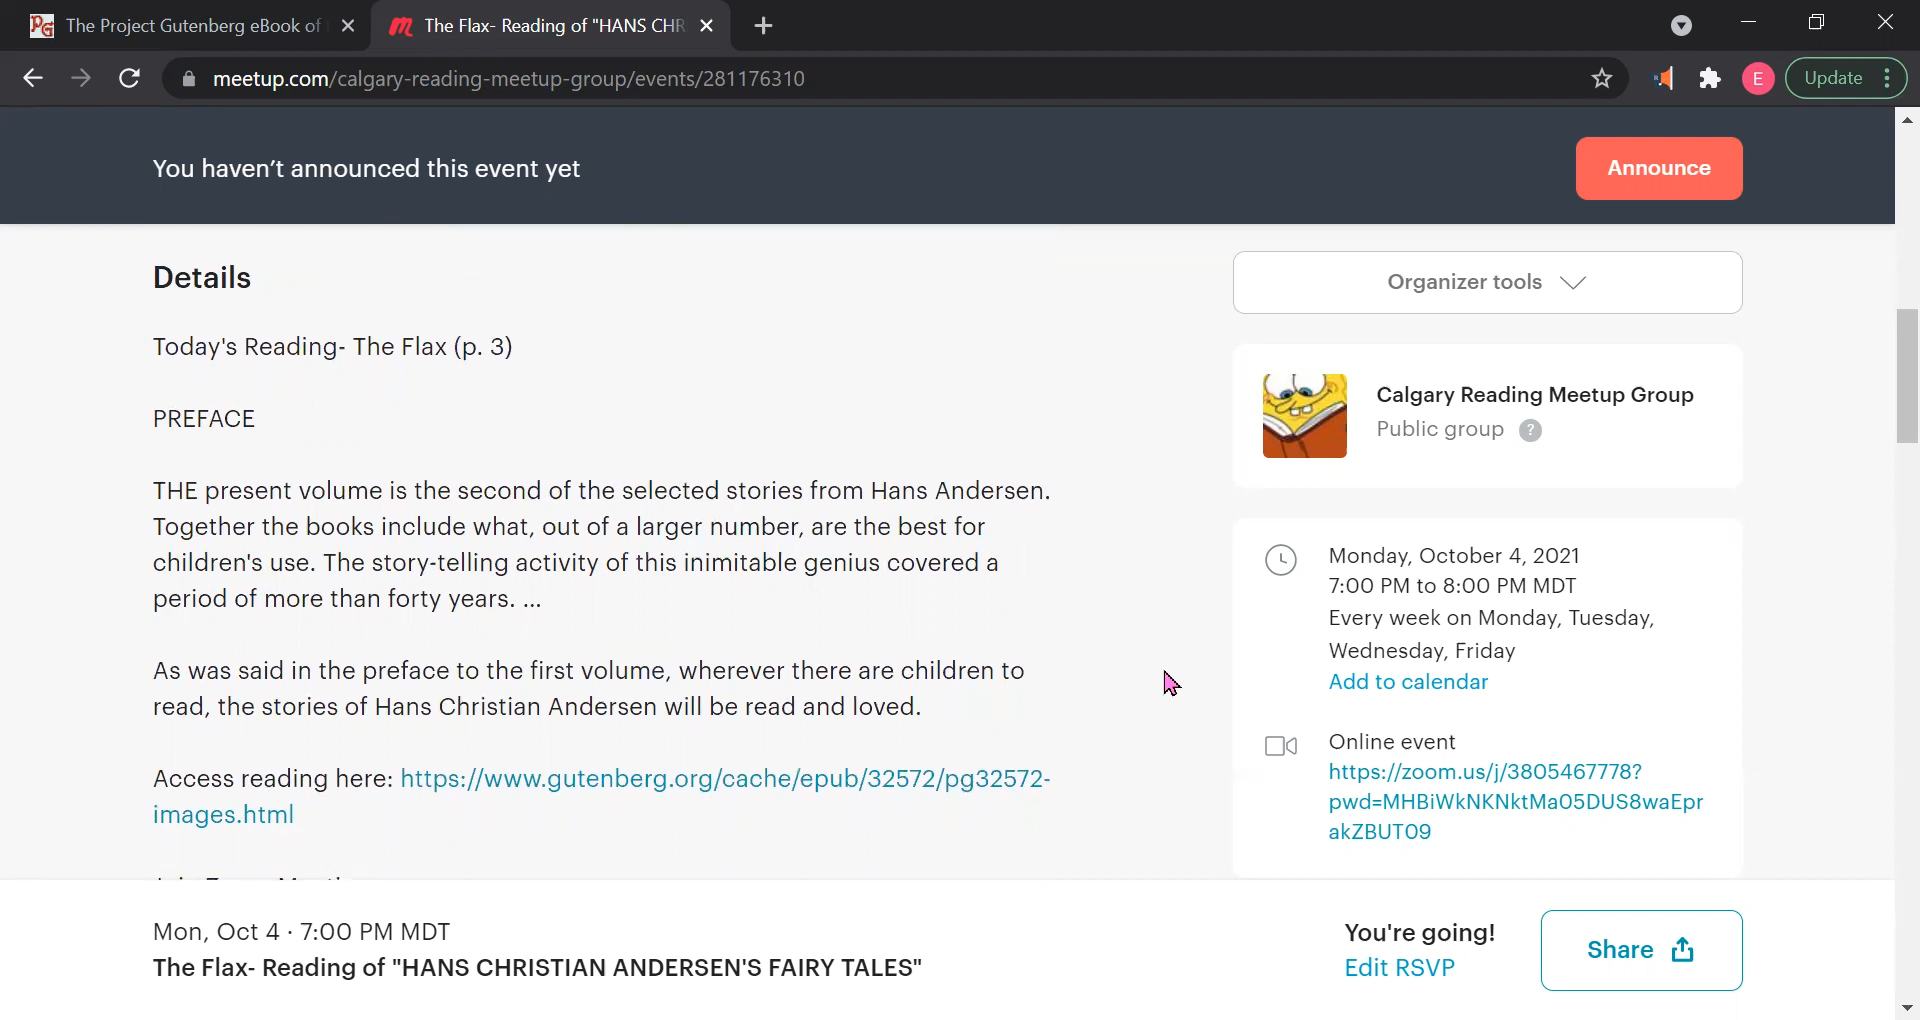 The Project Gutenberg eBook of
The Flax- Reading of "HANS CHR
meetup.com/calgary-reading-meetup-group/events/281176310
E
Update
You haven't announced this event yet
Announce
Details
Today's Reading- The Flax (p. 3)
PREFACE
THE present volume is the second of the selected stories from Hans Andersen.
Together the books include what, out of a larger number, are the best for
children's use. The story-telling activity of this inimitable genius covered a
period of more than forty years. ...
As was said in the preface to the first volume, wherever there are children to
read, the stories of Hans Christian Andersen will be read and loved.
Access reading here: https://www.gutenberg.org/cache/epub/32572/pg32572-
images.html
Organizer tools
Calgary Reading Meetup Group
Public group ?
Monday, October 4, 2021
7:00 PM to 8:00 PM MDT
Every week on Monday, Tuesday,
Wednesday, Friday
Add to calendar
Online event
https://zoom.us/j/3805467778?
pwd=MHBiWkNKNktMaO5DUS8waEpr
akZBUT09
Mon, Oct 4 · 7:00 PM MDT
The Flax- Reading of "HANS CHRISTIAN ANDERSEN'S FAIRY TALES"
You're going!
Edit RSVP
Share